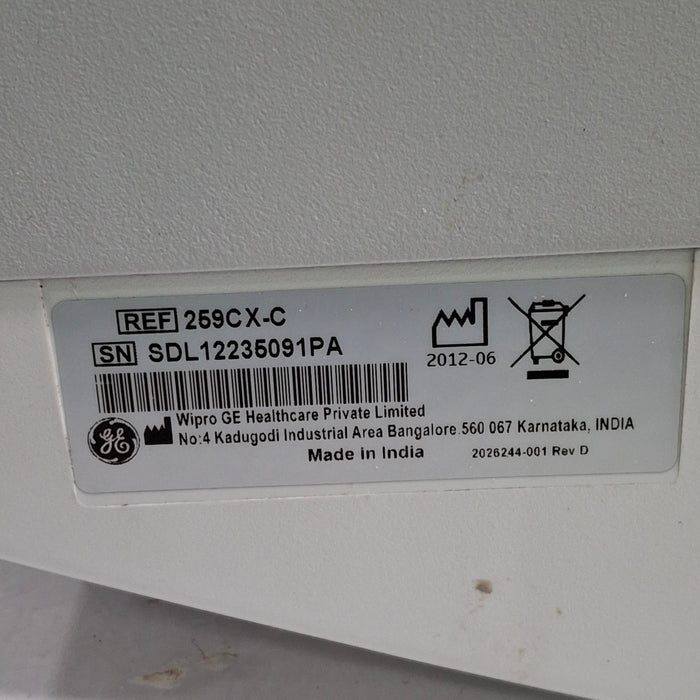 REF 259CX-C
SN SDL12235091PA
2012-06
GE
Wipro GE Healthcare Private Limited
No:4 Kadugodi Industrial Area Bangalore 560 067 Karnataka, INDIA
Made in India
2026244-001 Rev D